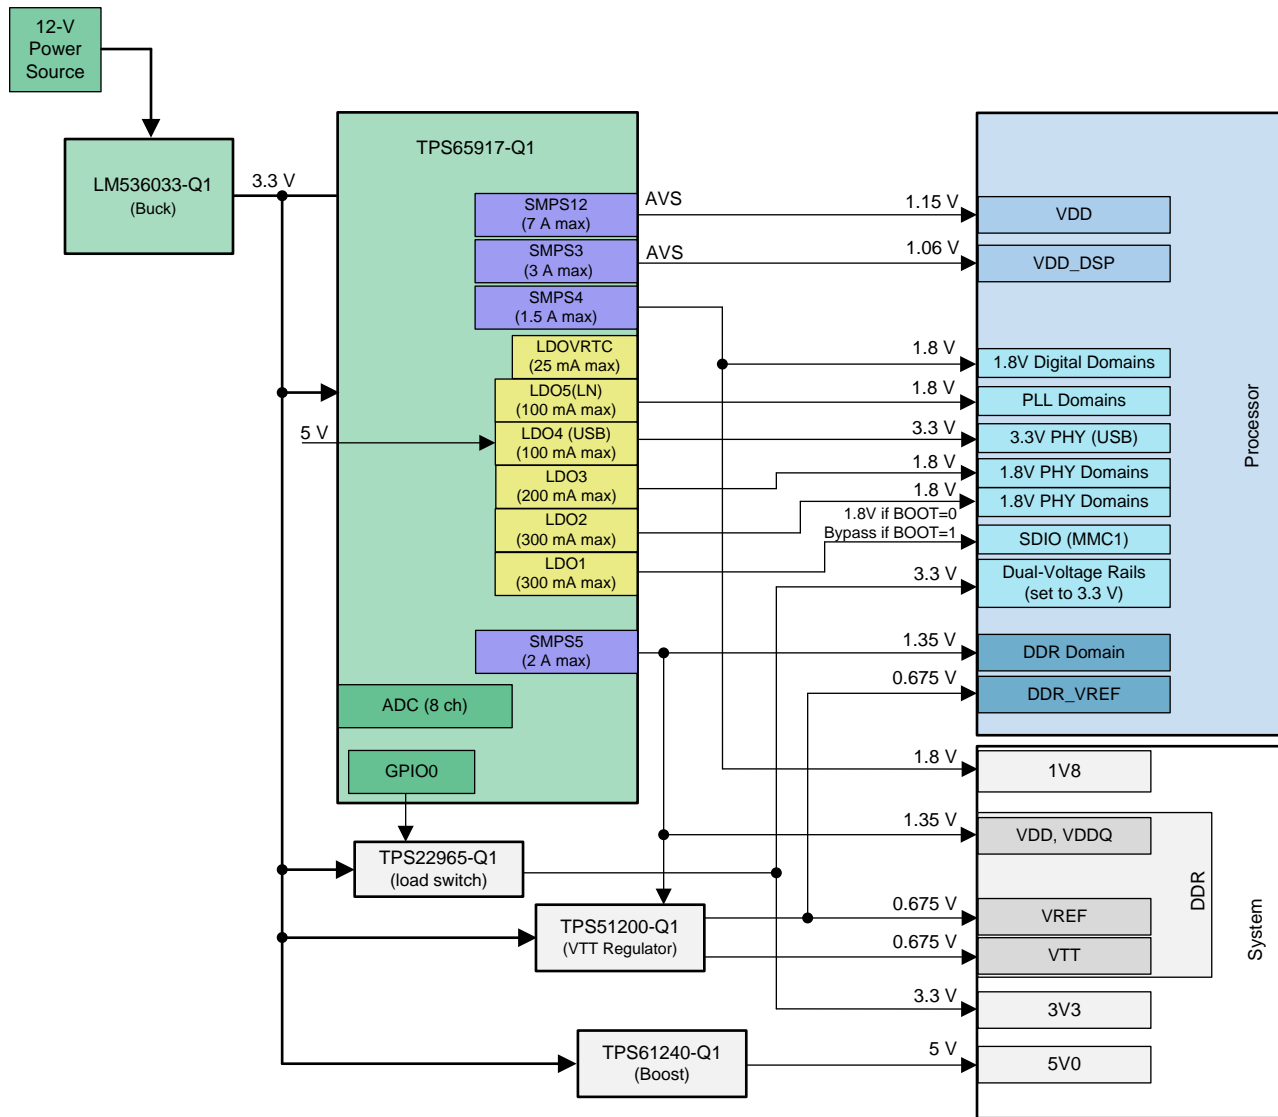 12-V
Power
Source
LM536033-Q1
(Buck)
3.3 V
TPS65917-Q1
SMPS12
(7 A max)
AVS
1.15 V
VDD
SMPS3
(3 A max)
AVS
1.06 V
VDD_DSP
SMPS4
(1.5 A max)
LDOVRTC
(25 mA max)
1.8 V
1.8V Digital Domains
LDO5(LN)
(100 mA max)
1.8 V
PLL Domains
5 V
LDO4 (USB)
(100 mA max)
3.3 V
3.3V PHY (USB)
LDO3
(200 mA max)
1.8 V
1.8V PHY Domains
LDO2
(300 mA max)
1.8 V
1.8V PHY Domains
1.8V if BOOT=0
Bypass if BOOT=1
SDIO (MMC1)
LDO1
(300 mA max)
3.3 V
Dual-Voltage Rails
(set to 3.3 V)
Processor
SMPS5
(2 A max)
1.35 V
DDR Domain
0.675 V
DDR_VREF
ADC (8 ch)
GPIO0
1.8 V
1V8
1.35 V
VDD, VDDQ
TPS22965-Q1
(load switch)
TPS51200-Q1
(VTT Regulator)
0.675 V
VREF
0.675 V
VTT
DDR
System
3.3 V
3V3
TPS61240-Q1
(Boost)
5 V
5V0